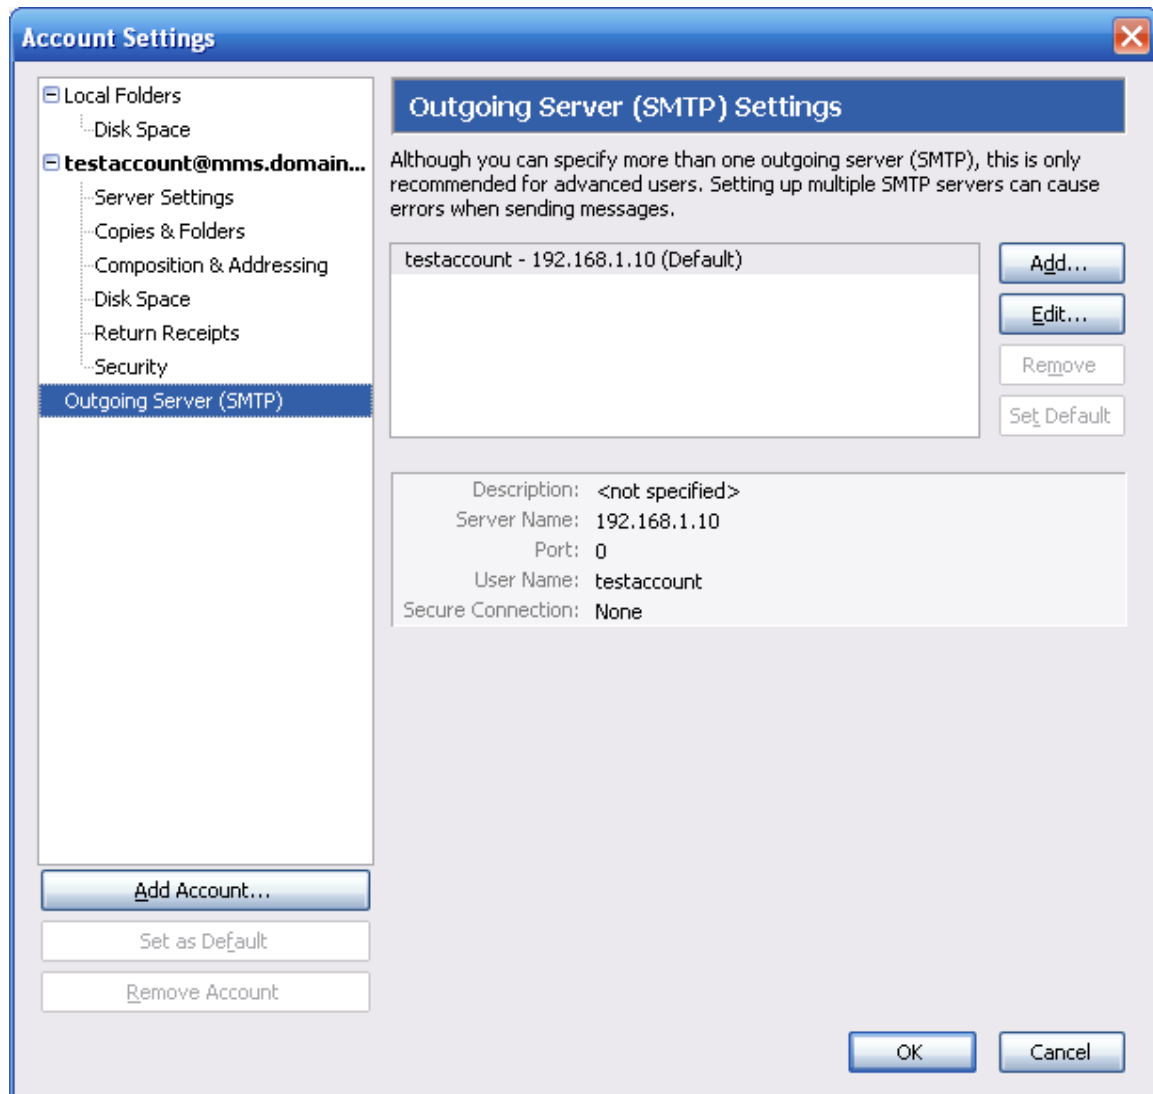 Account Settings
Local Folders
Disk Space
testaccount@mms.domain...
Server Settings
Copies & Folders
Composition & Addressing
Disk Space
Return Receipts
Security
Outgoing Server (SMTP)
Add Account...
Set as Default
Remove Account
Outgoing Server (SMTP) Settings
Although you can specify more than one outgoing server (SMTP), this is only
recommended for advanced users. Setting up multiple SMTP servers can cause
errors when sending messages.
testaccount - 192.168.1.10 (Default)
Add...
Edit...
Remove
Set Default
Description: <not specified>
Server Name: 192.168.1.10
Port: 0
User Name: testaccount
Secure Connection: None
OK
Cancel